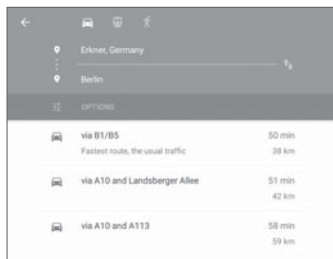 Erkner, Germany
Berlin
OPTIONS
via B1/B5 50 min
Fastest route, the usual traffic 38 km
via A10 and Landsberger Allee 51 min
42 km
via A10 and A113 58 min
59 km